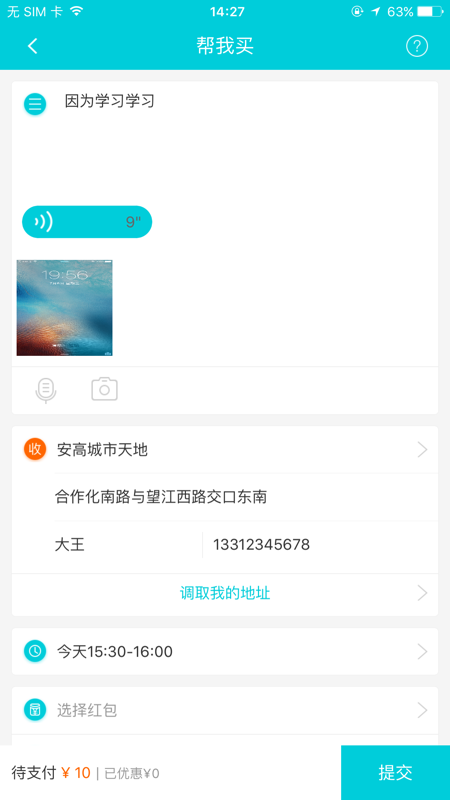 无 SIM 卡 14:27 63%
帮我买
?
因为学习学习
9"
19:56
收 安高城市天地
合作化南路与望江西路交口东南
大王 13312345678
调取我的地址
今天15:30-16:00
选择红包
待支付 ¥ 10 | 已优惠¥0 提交